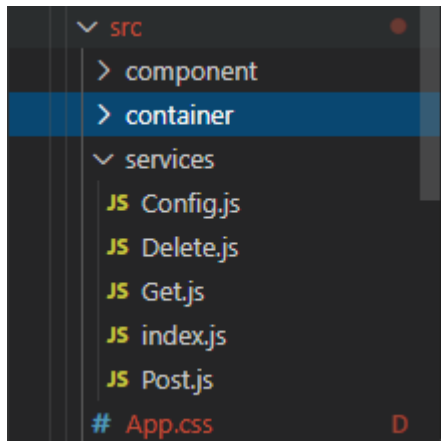 src
component
container
services
JS Config.js
JS Delete.js
JS Get.js
JS index.js
JS Post.js
# App.css D